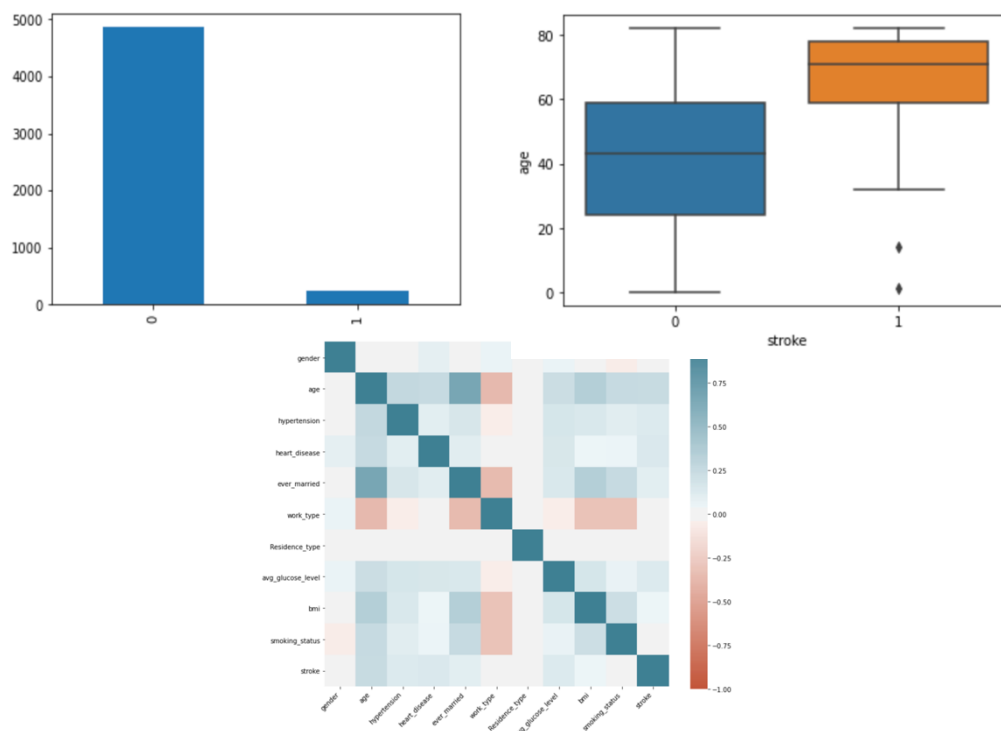 5000
4000
3000
2000
1000
0
0
1
80
60
40
20
0
age
0
1
stroke
gender
age
hypertension
heart_disease
ever_married
work_type
Residence_type
avg_glucose_level
bmi
smoking_status
stroke
gender
age
hypertension
heart_disease
ever_married
work_type
Residence_type
vg_glucose_level
bmi
smoking_status
stroke
0.75
0.50
0.25
0.00
−0.25
−0.50
−0.75
−1.00